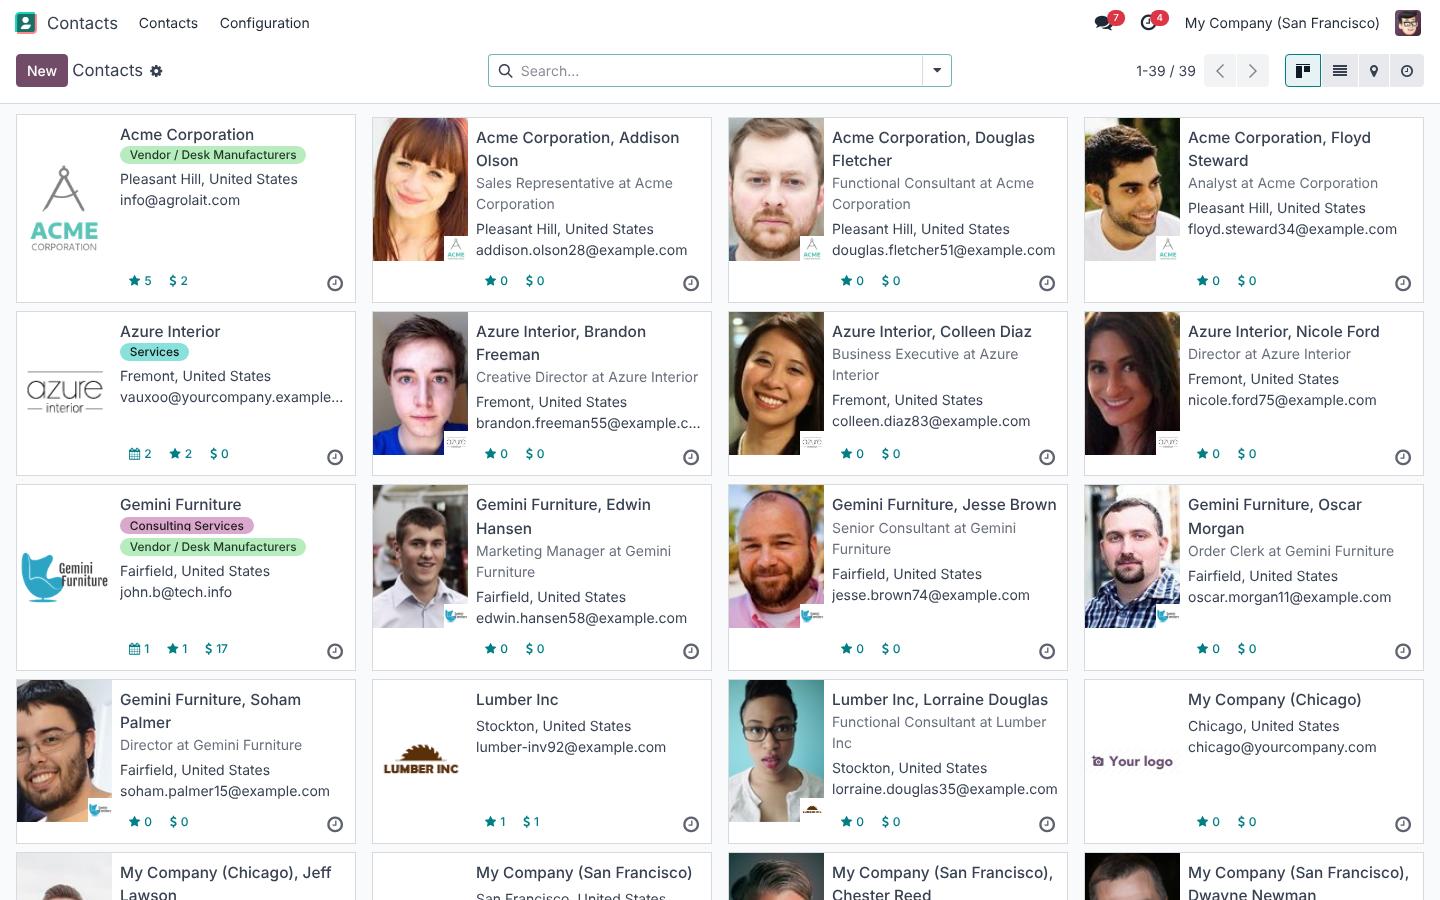 Contacts
Contacts
Configuration
7
4
My Company (San Francisco)
New
Contacts
Search...
1-39 / 39
Acme Corporation
Vendor / Desk Manufacturers
Pleasant Hill, United States
info@agrolait.com
ACME
CORPORATION
5
$ 2
Acme Corporation, Addison
Olson
Sales Representative at Acme
Corporation
Pleasant Hill, United States
addison.olson28@example.com
ACME
0
$ 0
Acme Corporation, Douglas
Fletcher
Functional Consultant at Acme
Corporation
Pleasant Hill, United States
douglas.fletcher51@example.com
ACME
0
$ 0
Acme Corporation, Floyd
Steward
Analyst at Acme Corporation
Pleasant Hill, United States
floyd.steward34@example.com
ACME
0
$ 0
Azure Interior
Services
Fremont, United States
vauxoo@yourcompany.example...
azure
interior
2
2
$ 0
Azure Interior, Brandon
Freeman
Creative Director at Azure Interior
Fremont, United States
brandon.freeman55@example.c...
azure
0
$ 0
Azure Interior, Colleen Diaz
Business Executive at Azure
Interior
Fremont, United States
colleen.diaz83@example.com
azure
0
$ 0
Azure Interior, Nicole Ford
Director at Azure Interior
Fremont, United States
nicole.ford75@example.com
azure
0
$ 0
Gemini Furniture
Consulting Services
Vendor / Desk Manufacturers
Fairfield, United States
john.b@tech.info
Gemini
Furniture
1
1
$ 17
Gemini Furniture, Edwin
Hansen
Marketing Manager at Gemini
Furniture
Fairfield, United States
edwin.hansen58@example.com
0
$ 0
Gemini Furniture, Jesse Brown
Senior Consultant at Gemini
Furniture
Fairfield, United States
jesse.brown74@example.com
0
$ 0
Gemini Furniture, Oscar
Morgan
Order Clerk at Gemini Furniture
Fairfield, United States
oscar.morgan11@example.com
0
$ 0
Gemini Furniture, Soham
Palmer
Director at Gemini Furniture
Fairfield, United States
soham.palmer15@example.com
0
$ 0
Lumber Inc
Stockton, United States
lumber-inv92@example.com
LUMBER INC
1
$ 1
Lumber Inc, Lorraine Douglas
Functional Consultant at Lumber
Inc
Stockton, United States
lorraine.douglas35@example.com
0
$ 0
My Company (Chicago)
Chicago, United States
chicago@yourcompany.com
Your logo
0
$ 0
My Company (Chicago), Jeff
Lawson
My Company (San Francisco)
San Francisco, United States
My Company (San Francisco),
Chester Reed
My Company (San Francisco),
Dwayne Newman